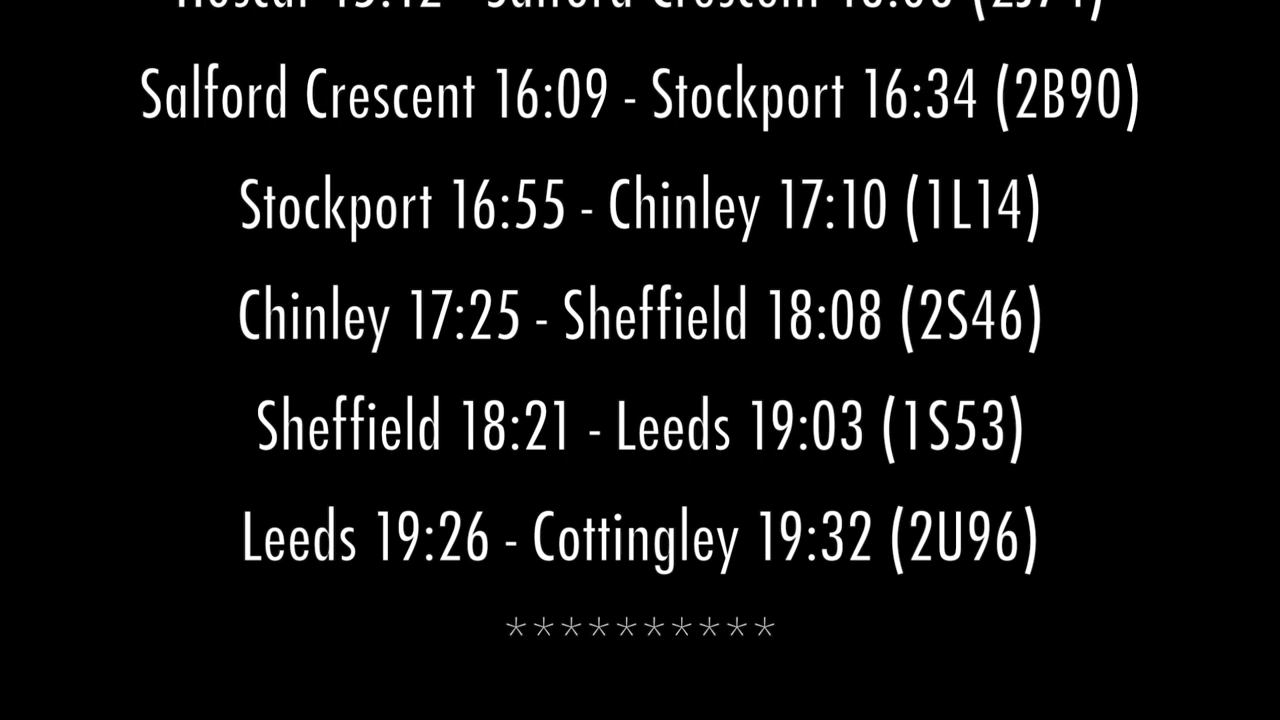 Salford Crescent 16:09 - Stockport 16:34 (2B90)
Stockport 16:55 - Chinley 17:10 (1L14)
Chinley 17:25 - Sheffield 18:08 (2S46)
Sheffield 18:21 - Leeds 19:03 (1S53)
Leeds 19:26 - Cottingley 19:32 (2U96)
**********